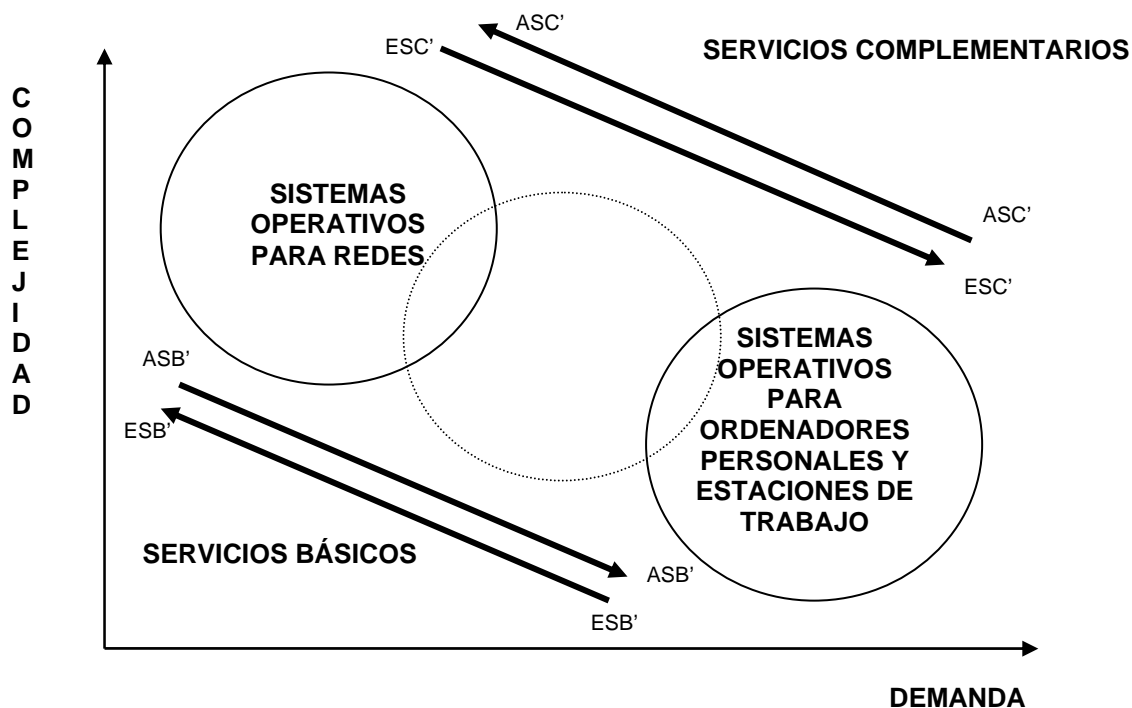 ASC’
ESC’
SERVICIOS COMPLEMENTARIOS
COMPLEJIDAD
SISTEMAS
OPERATIVOS
PARA REDES
ASC’
ESC’
SISTEMAS
OPERATIVOS
PARA
ORDENADORES
PERSONALES Y
ESTACIONES DE
TRABAJO
ASB’
ESB’
SERVICIOS BÁSICOS
ASB’
ESB’
DEMANDA